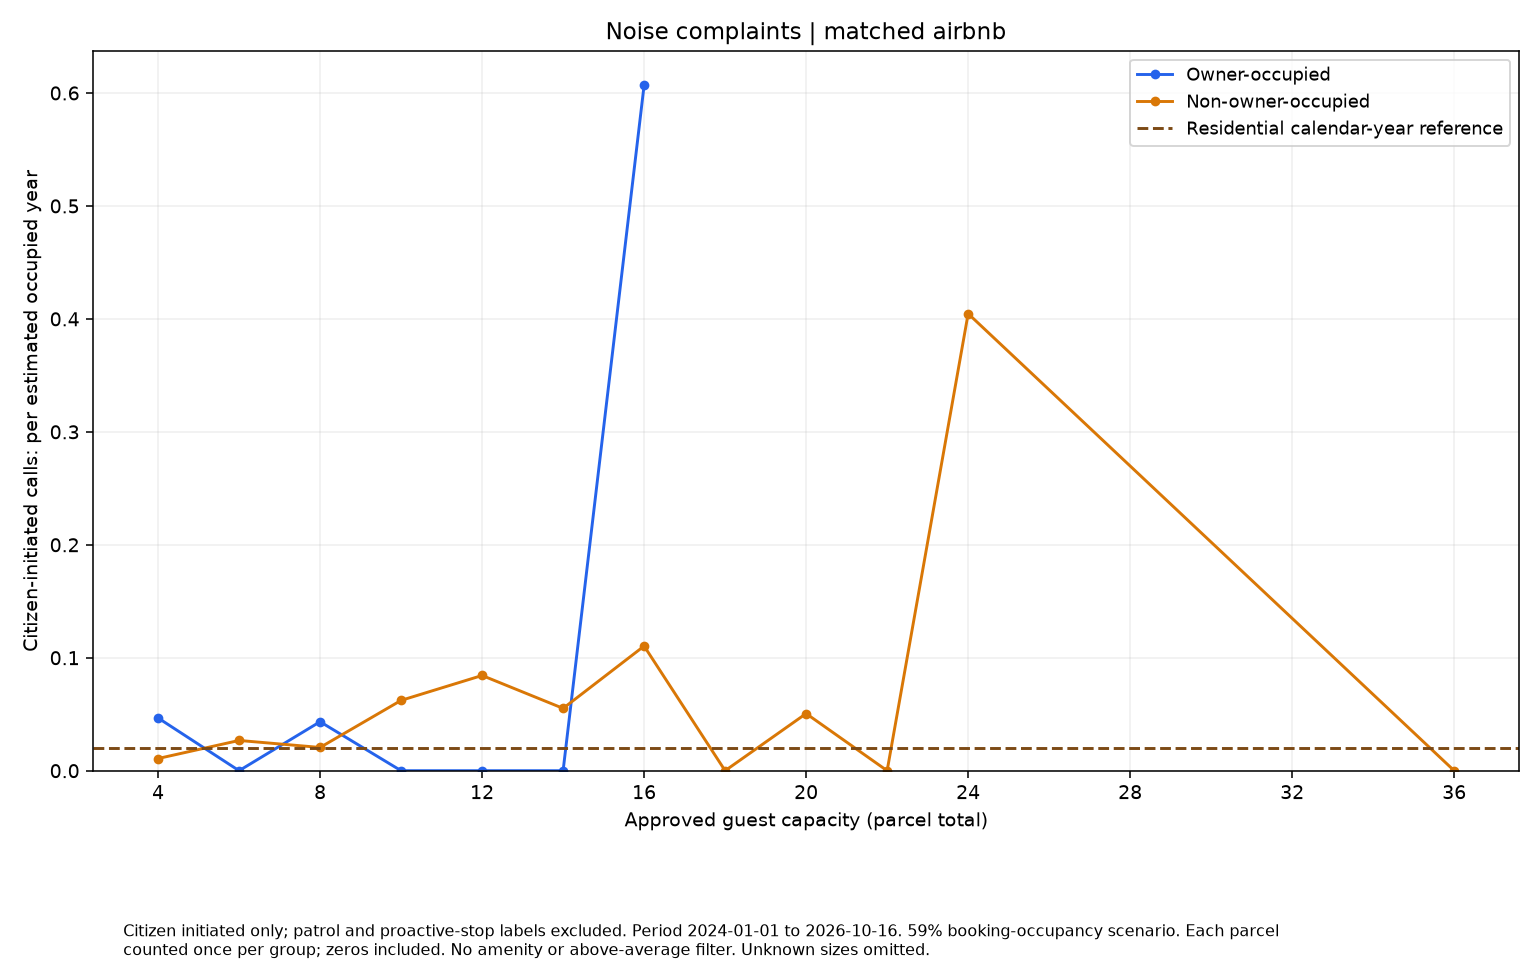 Noise complaints | matched airbnb
Owner-occupied
Non-owner-occupied
Residential calendar-year reference
Citizen-initiated calls: per estimated occupied year
0.6
0.5
0.4
0.3
0.2
0.1
0.0
4 8 12 16 20 24 28 32 36
Approved guest capacity (parcel total)
Citizen initiated only; patrol and proactive-stop labels excluded. Period 2024-01-01 to 2026-10-16. 59% booking-occupancy scenario. Each parcel
counted once per group; zeros included. No amenity or above-average filter. Unknown sizes omitted.